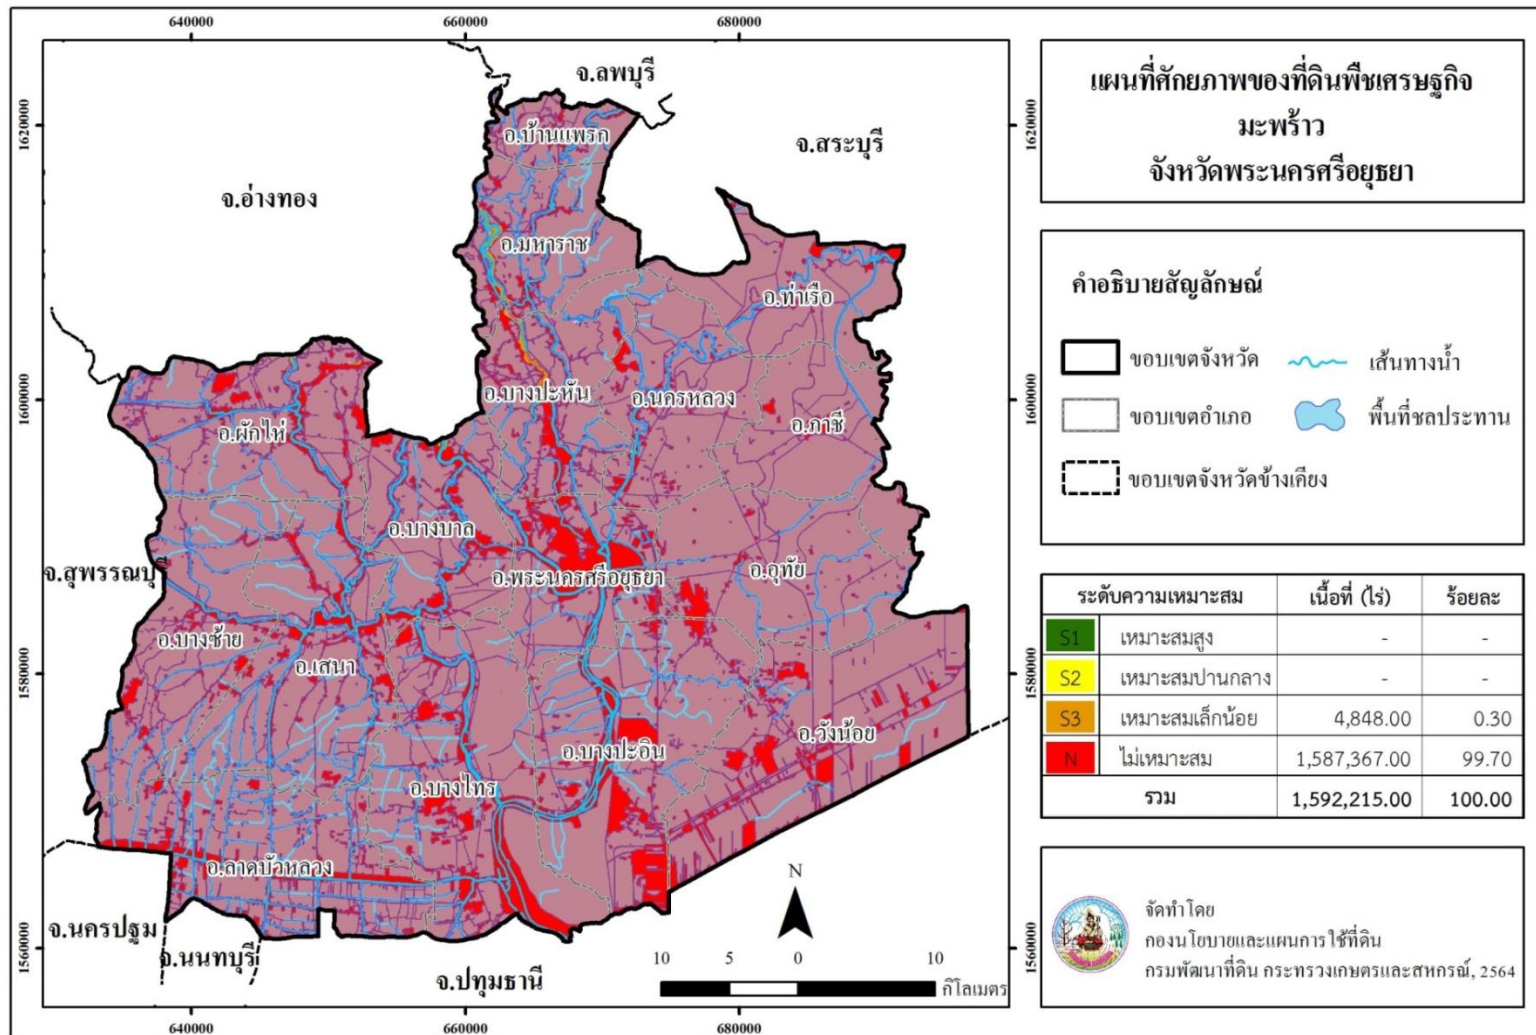 640000
660000
680000
1620000
1600000
1580000
1560000
1620000
1600000
1580000
1560000
640000
660000
680000
จ.ลพบุรี
จ.สระบุรี
จ.อ่างทอง
จ.สุพรรณบุรี
จ.นครปฐม
จ.นนทบุรี
จ.ปทุมธานี
อ.บ้านแพรก
อ.มหาราช
อ.ท่าเรือ
อ.บางปะหัน
อ.นครหลวง
อ.ภาชี
อ.ผักไห่
อ.บางบาล
อ.พระนครศรีอยุธยา
อ.อุทัย
อ.บางซ้าย
อ.เสนา
อ.วังน้อย
อ.บางปะอิน
อ.บางไทร
อ.ลาดบัวหลวง
N
10 5 0 10
กิโลเมตร
แผนที่ศักยภาพของที่ดินพืชเศรษฐกิจ
มะพร้าว
จังหวัดพระนครศรีอยุธยา
คำอธิบายสัญลักษณ์
ขอบเขตจังหวัด เส้นทางน้ำ
ขอบเขตอำเภอ พื้นที่ชลประทาน
ขอบเขตจังหวัดข้างเคียง
ระดับความเหมาะสม เนื้อที่ (ไร่) ร้อยละ
S1 เหมาะสมสูง - -
S2 เหมาะสมปานกลาง - -
S3 เหมาะสมเล็กน้อย 4,848.00 0.30
N ไม่เหมาะสม 1,587,367.00 99.70
รวม 1,592,215.00 100.00
จัดทำโดย
กองนโยบายและแผนการใช้ที่ดิน
กรมพัฒนาที่ดิน กระทรวงเกษตรและสหกรณ์, 2564